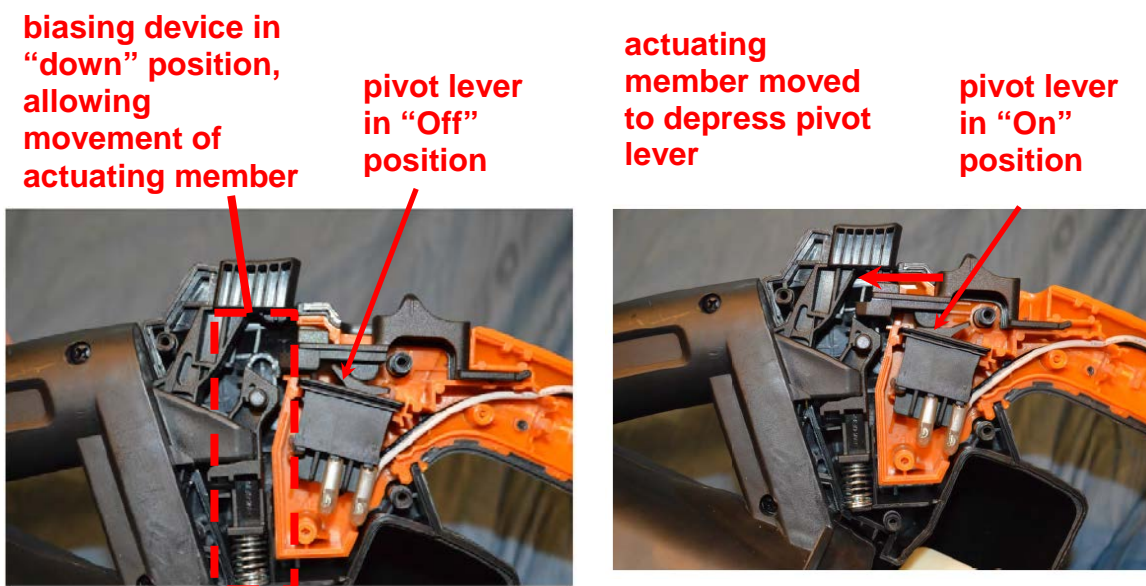 biasing device in
“down” position,
allowing
movement of
actuating member
pivot lever
in “Off”
position
actuating
member moved
to depress pivot
lever
pivot lever
in “On”
position